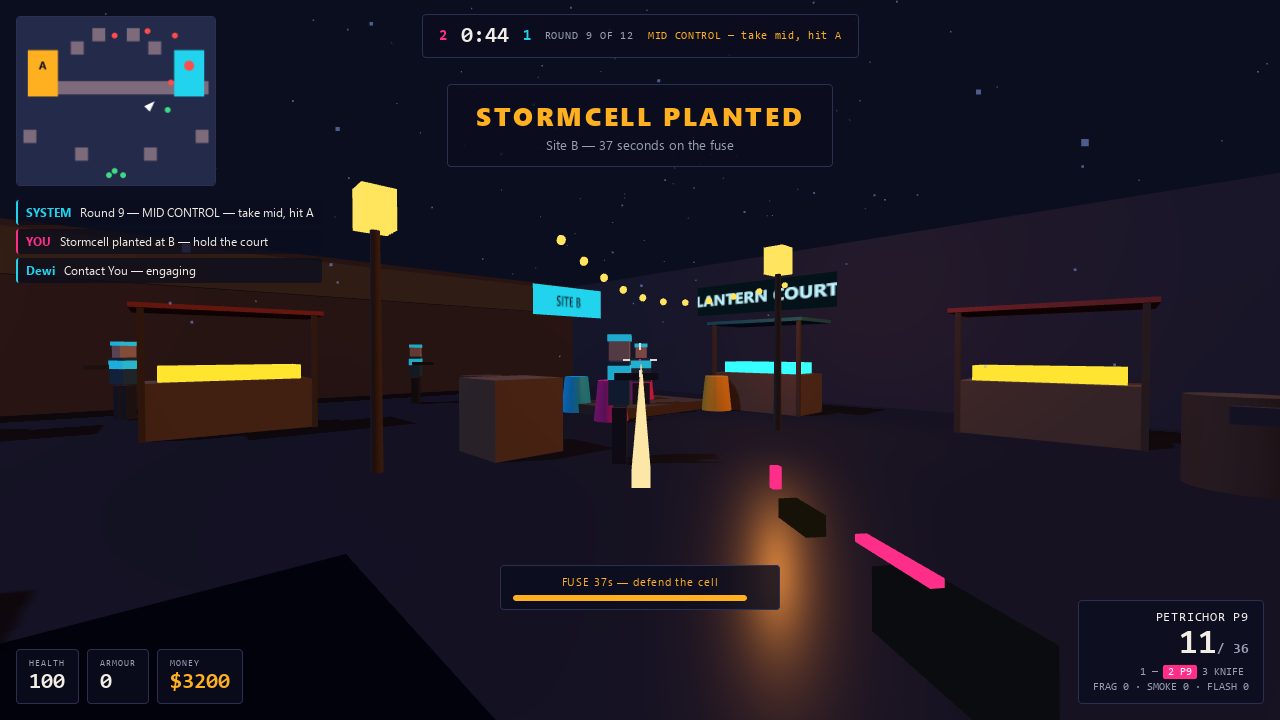 A
2 0:44 1 ROUND 9 OF 12 MID CONTROL — take mid, hit A
STORMCELL PLANTED
Site B — 37 seconds on the fuse
SYSTEM Round 9 — MID CONTROL — take mid, hit A
YOU Stormcell planted at B — hold the court
Dewi Contact You — engaging
SITE B
LANTERN COURT
FUSE 37s — defend the cell
HEALTH
100
ARMOUR
0
MONEY
$3200
PETRICHOR P9
11 / 36
1 — 2 P9 3 KNIFE
FRAG 0 · SMOKE 0 · FLASH 0